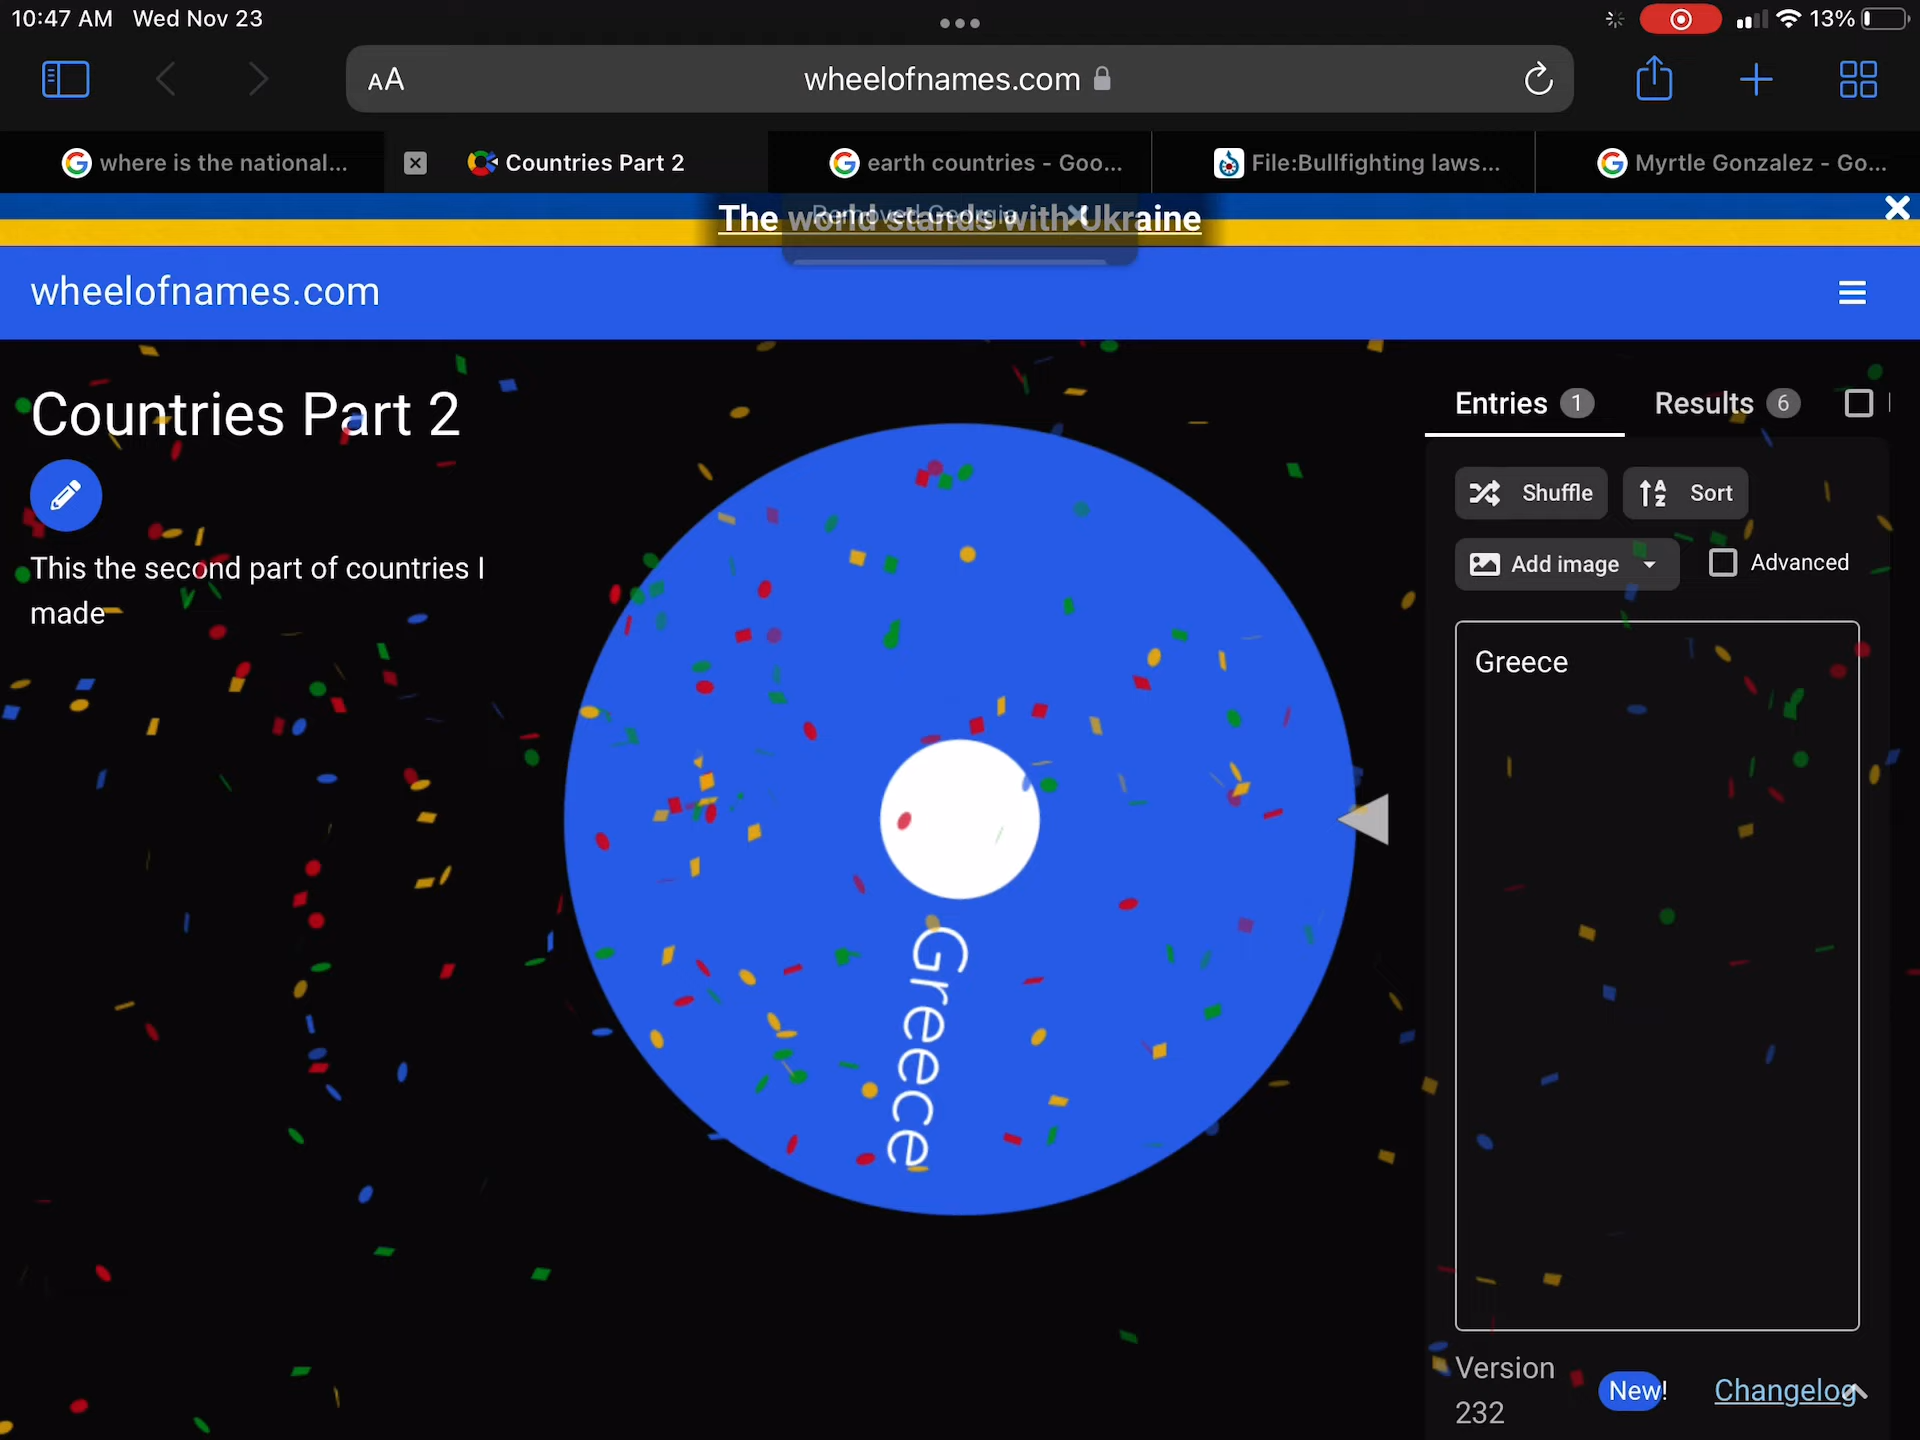 10:47 AM Wed Nov 23
13%
AA
wheelofnames.com
where is the national...
Countries Part 2
earth countries - Goo...
File:Bullfighting laws...
Myrtle Gonzalez - Go...
The world stands with Ukraine
Removed Georgia
wheelofnames.com
Countries Part 2
This the second part of countries I
made
Entries 1
Results 6
Shuffle
Sort
Add image
Advanced
Greece
Greece
Version
232
New!
Changelog